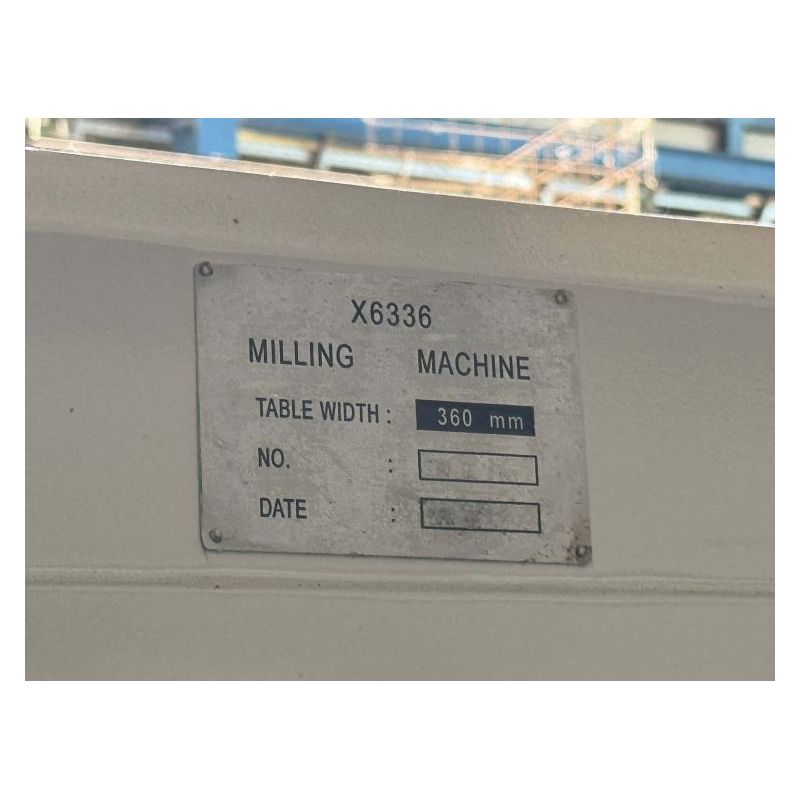 X6336
MILLING MACHINE
TABLE WIDTH : 360 mm
NO. :
DATE :